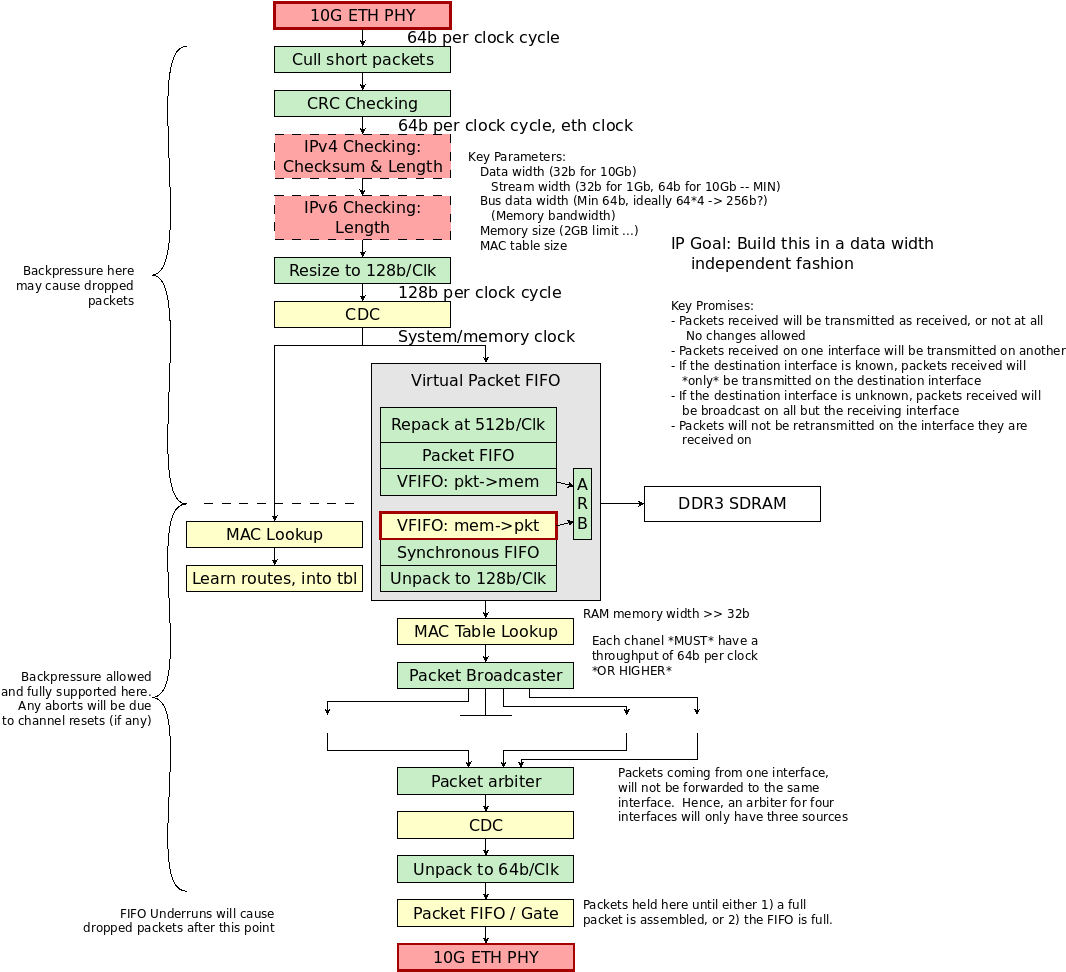 10G ETH PHY
64b per clock cycle
Cull short packets
CRC Checking
64b per clock cycle, eth clock
IPv4 Checking:
Checksum & Length
IPv6 Checking:
Length
Key Parameters:
Data width (32b for 10Gb)
Stream width (32b for 1Gb, 64b for 10Gb -- MIN)
Bus data width (Min 64b, ideally 64*4 -> 256b?)
(Memory bandwidth)
Memory size (2GB limit ...)
MAC table size
IP Goal: Build this in a data width
independent fashion
Key Promises:
- Packets received will be transmitted as received, or not at all
No changes allowed
- Packets received on one interface will be transmitted on another
- If the destination interface is known, packets received will
*only* be transmitted on the destination interface
- If the destination interface is unknown, packets received will
be broadcast on all but the receiving interface
- Packets will not be retransmitted on the interface they are
received on
Backpressure here
may cause dropped
packets
Resize to 128b/Clk
128b per clock cycle
CDC
System/memory clock
Virtual Packet FIFO
Repack at 512b/Clk
Packet FIFO
VFIFO: pkt->mem
VFIFO: mem->pkt
Synchronous FIFO
Unpack to 128b/Clk
A
R
B
DDR3 SDRAM
MAC Lookup
Learn routes, into tbl
RAM memory width >> 32b
MAC Table Lookup
Each chanel *MUST* have a
throughput of 64b per clock
*OR HIGHER*
Packet Broadcaster
Backpressure allowed
and fully supported here.
Any aborts will be due
to channel resets (if any)
Packet arbiter
Packets coming from one interface,
will not be forwarded to the same
interface. Hence, an arbiter for four
interfaces will only have three sources
CDC
Unpack to 64b/Clk
Packet FIFO / Gate
Packets held here until either 1) a full
packet is assembled, or 2) the FIFO is full.
FIFO Underruns will cause
dropped packets after this point
10G ETH PHY